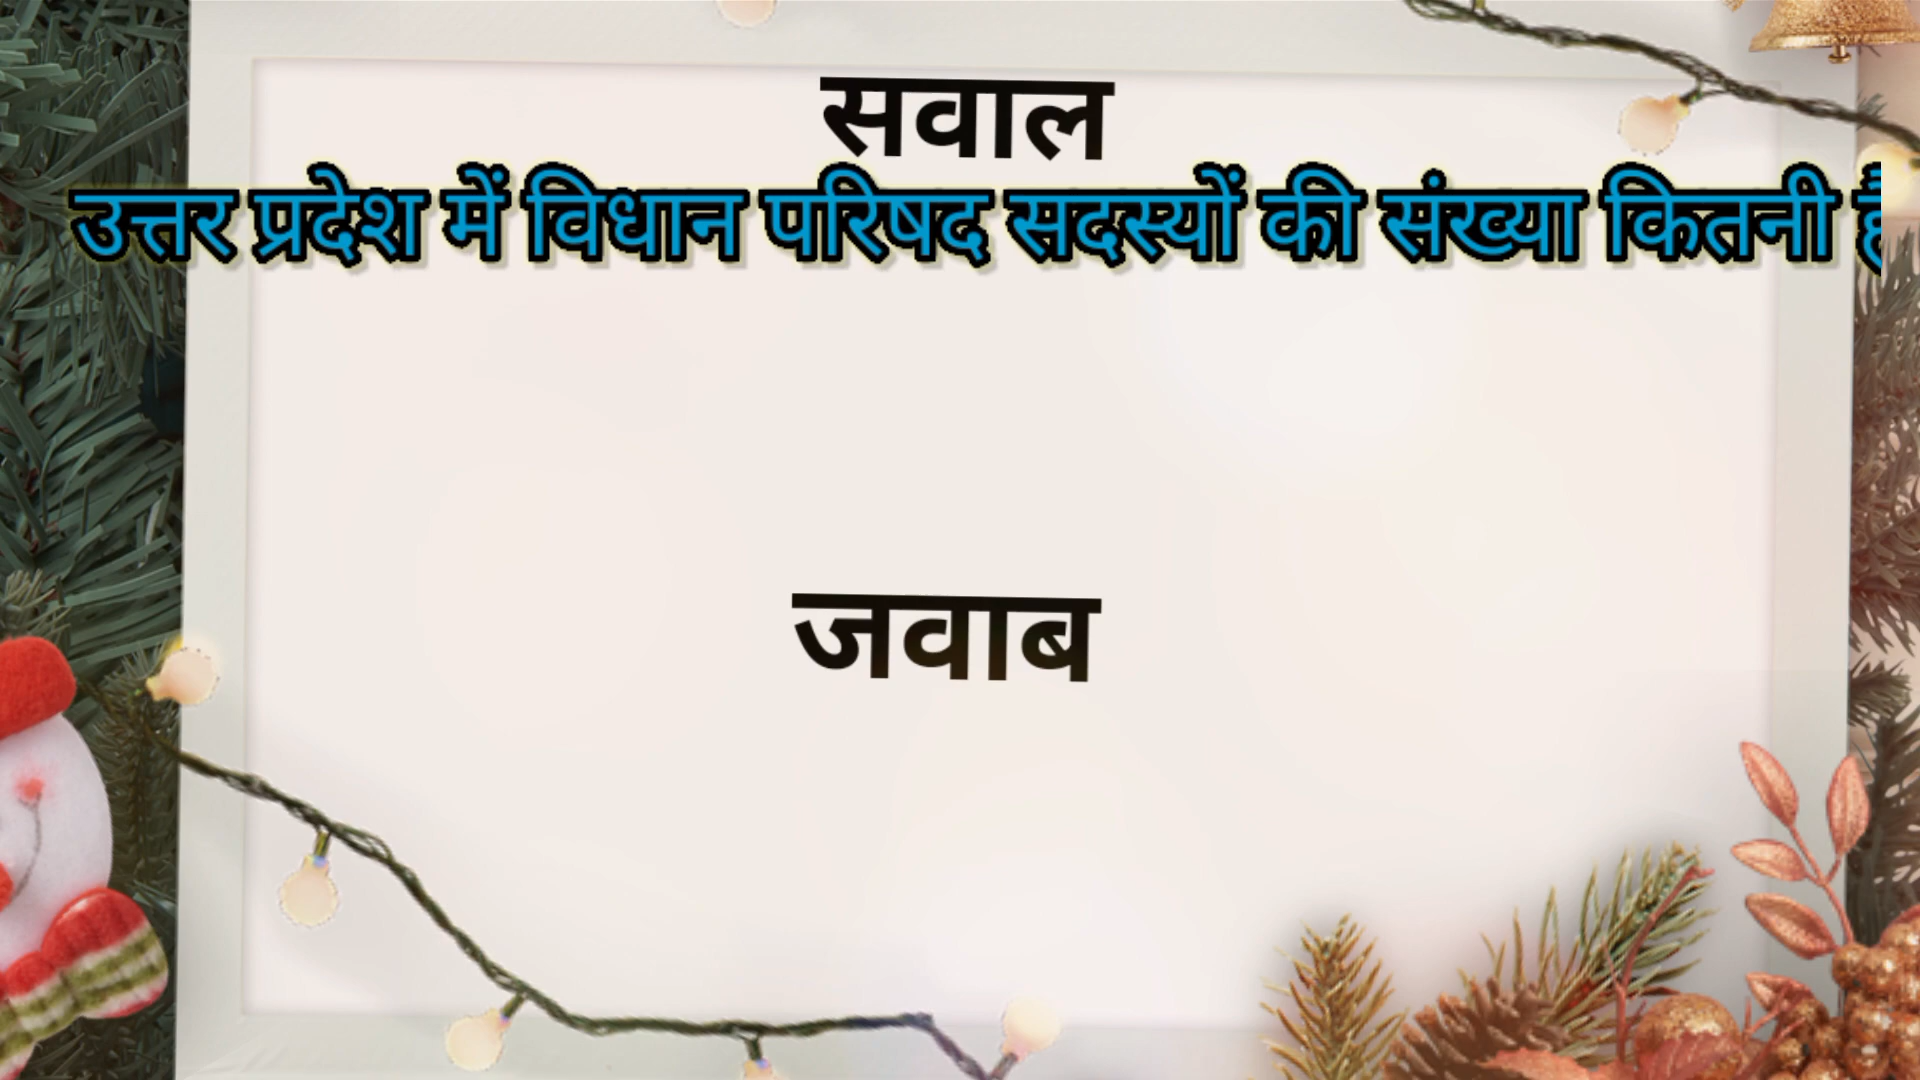 सवाल
उत्तर प्रदेश में विधान परिषद सदस्यों की संख्या कितनी
जवाब